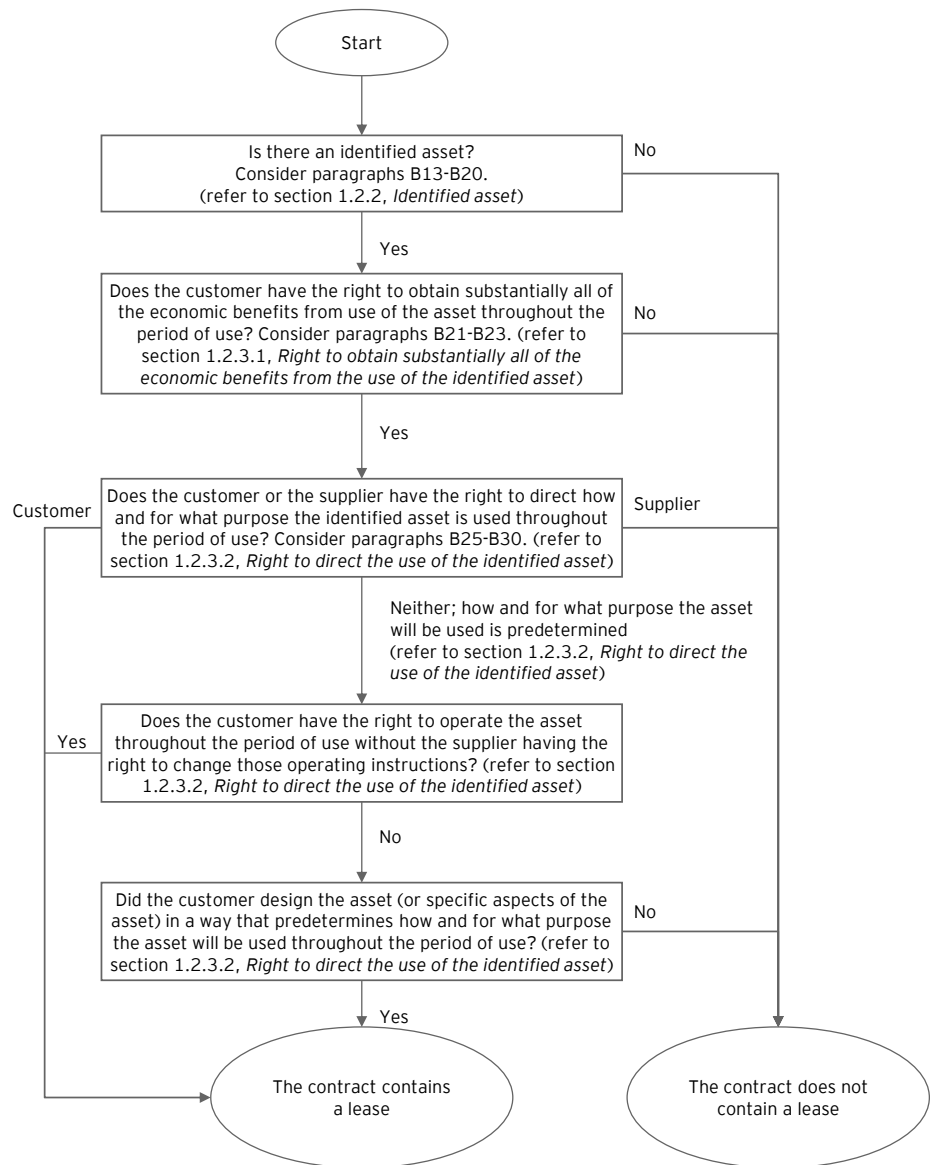 Start
Is there an identified asset?
Consider paragraphs B13-B20.
(refer to section 1.2.2, Identified asset)
No
Yes
Does the customer have the right to obtain substantially all of
the economic benefits from use of the asset throughout the
period of use? Consider paragraphs B21-B23. (refer to
section 1.2.3.1, Right to obtain substantially all of the
economic benefits from the use of the identified asset)
No
Yes
Customer
Does the customer or the supplier have the right to direct how
and for what purpose the identified asset is used throughout
the period of use? Consider paragraphs B25-B30. (refer to
section 1.2.3.2, Right to direct the use of the identified asset)
Supplier
Neither; how and for what purpose the asset
will be used is predetermined
(refer to section 1.2.3.2, Right to direct the
use of the identified asset)
Yes
Does the customer have the right to operate the asset
throughout the period of use without the supplier having the
right to change those operating instructions? (refer to section
1.2.3.2, Right to direct the use of the identified asset)
No
Did the customer design the asset (or specific aspects of the
asset) in a way that predetermines how and for what purpose
the asset will be used throughout the period of use? (refer to
section 1.2.3.2, Right to direct the use of the identified asset)
No
Yes
The contract contains
a lease
The contract does not
contain a lease